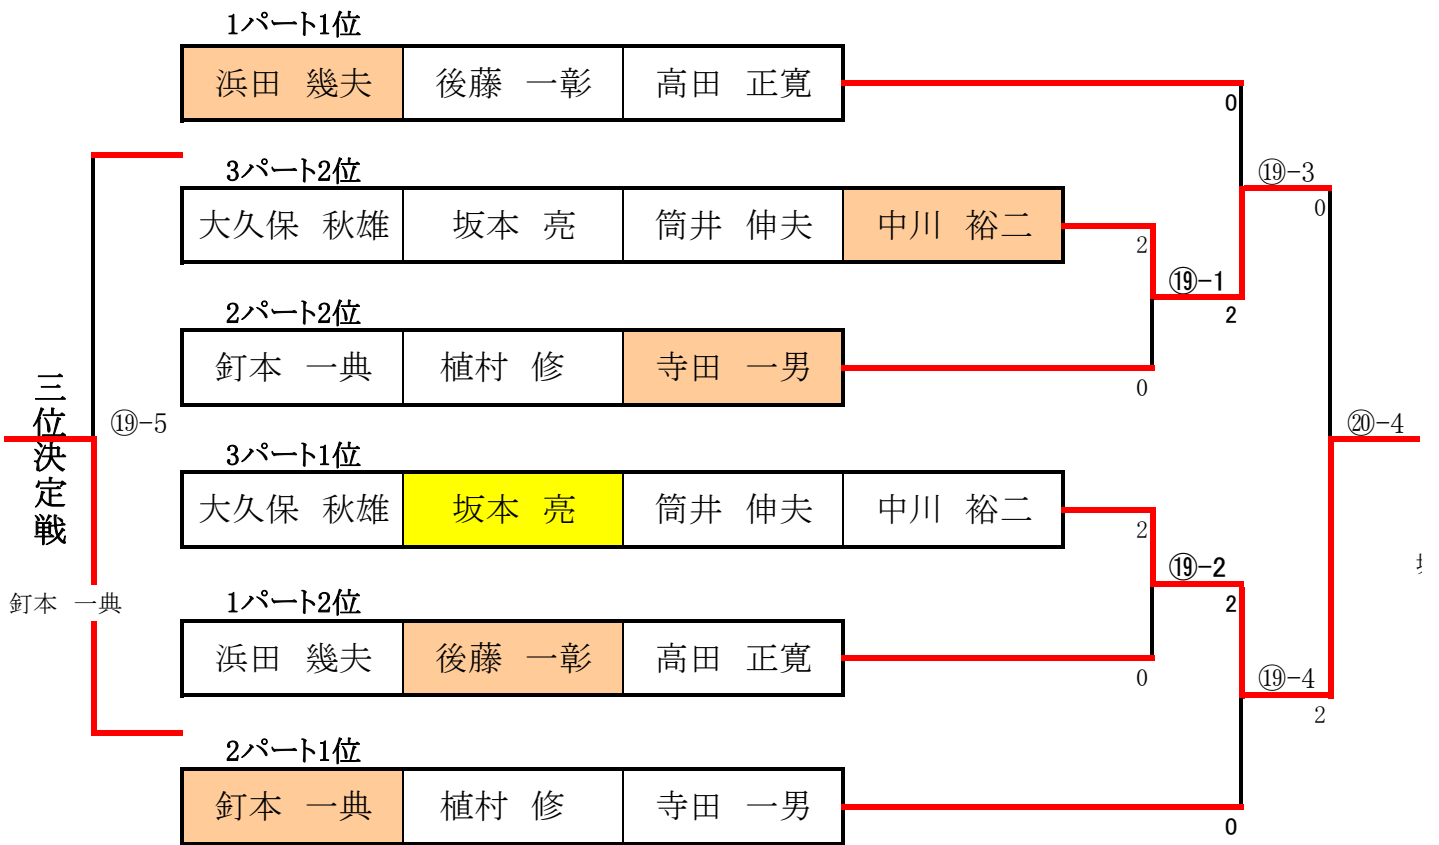 1パート1位
浜田 幾夫 後藤 一彰 高田 正寛
0
3パート2位
⑲-3
大久保 秋雄 坂本 亮 筒井 伸夫 中川 裕二
0
2
⑲-1
2
2パート2位
釘本 一典 植村 修 寺田 一男
0
三位決定戦
⑲-5
⑳-4
3パート1位
大久保 秋雄 坂本 亮 筒井 伸夫 中川 裕二
2
⑲-2
2
釘本 一典
1パート2位
浜田 幾夫 後藤 一彰 高田 正寛
0
⑲-4
2
2パート1位
釘本 一典 植村 修 寺田 一男
0